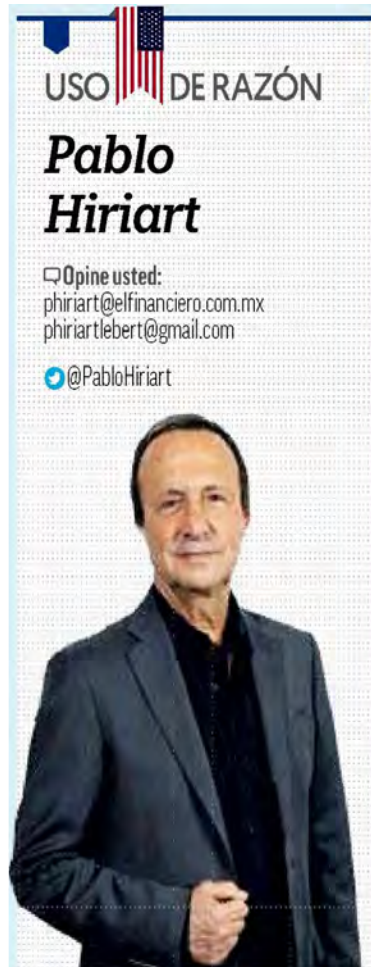 USO DE RAZÓN
Pablo
Hiriart
Opine usted:
phiriart@elfinanciero.com.mx
phiriartlebert@gmail.com
@PabloHiriart